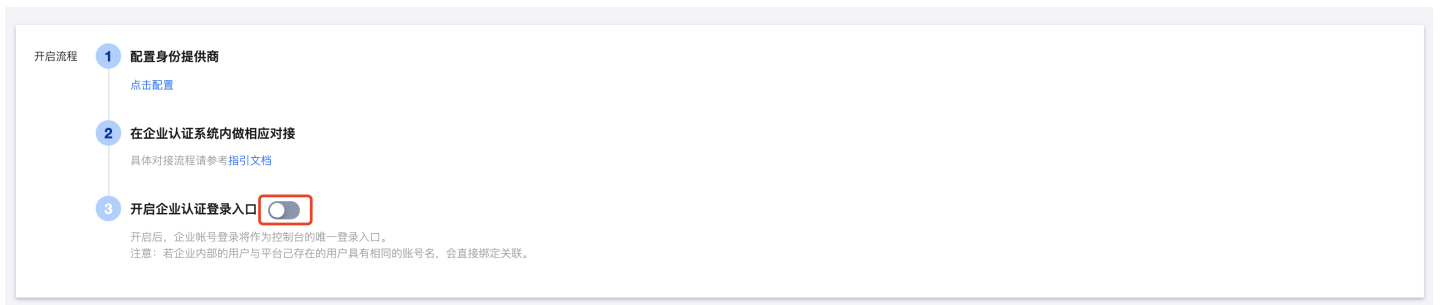 开启流程
1 配置身份提供商
点击配置
2 在企业认证系统内做相应对接
具体对接流程请参考指引文档
3 开启企业认证登录入口
开启后，企业帐号登录将作为控制台的唯一登录入口。
注意：若企业内部的用户与平台已存在的用户具有相同的账号名，会直接绑定关联。